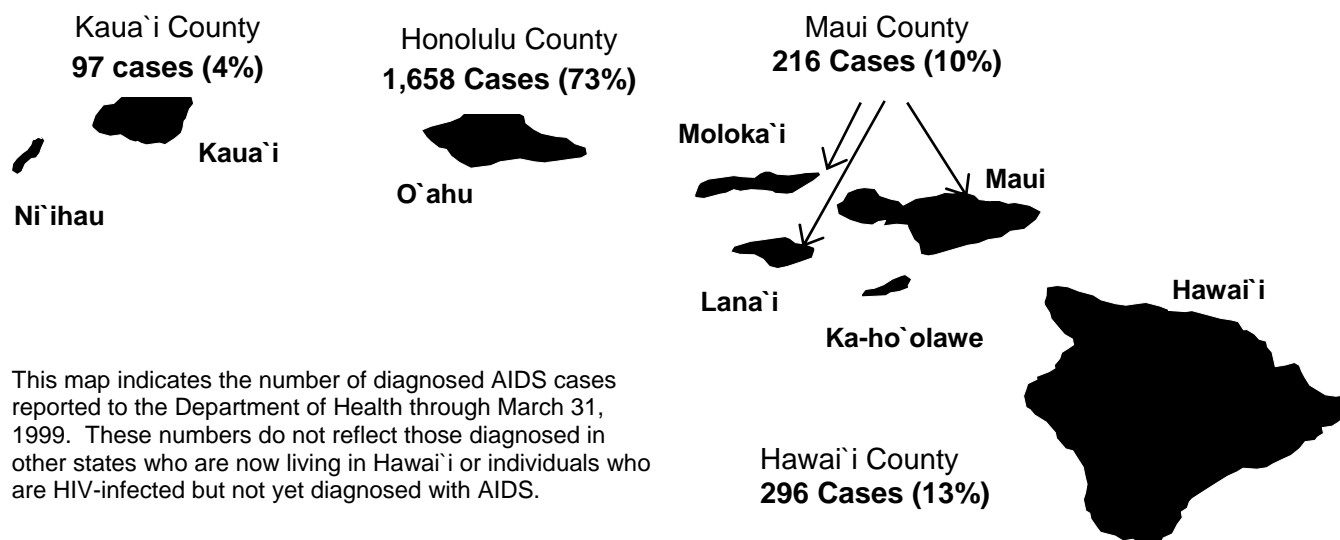 Kaua`i County
97 cases (4%)
Honolulu County
1,658 Cases (73%)
Maui County
216 Cases (10%)
Moloka`i
Kaua`i
Maui
O`ahu
Ni`ihau
Lana`i
Hawai`i
Ka-ho`olawe
This map indicates the number of diagnosed AIDS cases
reported to the Department of Health through March 31,
1999.  These numbers do not reflect those diagnosed in
other states who are now living in Hawai`i or individuals who
are HIV-infected but not yet diagnosed with AIDS.
Hawai`i County
296 Cases (13%)